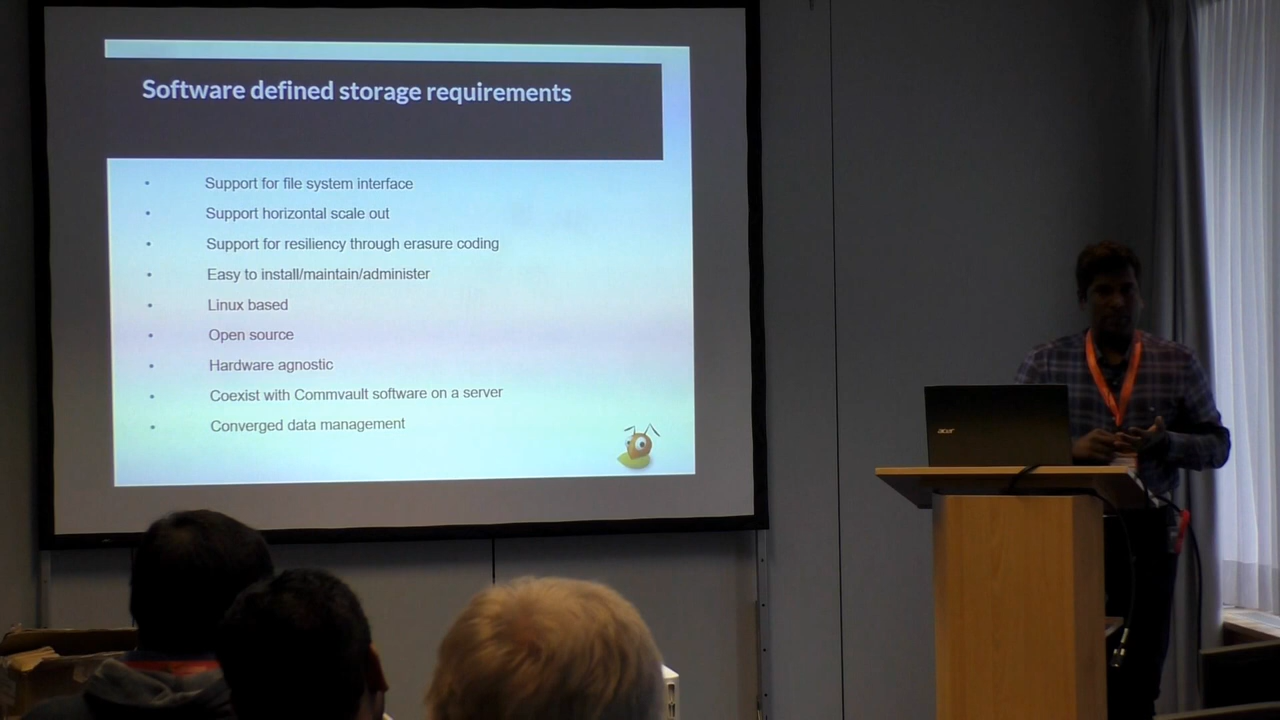 Software defined storage requirements
• Support for file system interface
• Support horizontal scale out
• Support for resiliency through erasure coding
• Easy to install/maintain/administer
• Linux based
• Open source
• Hardware agnostic
• Coexist with Commvault software on a server
• Converged data management
acer